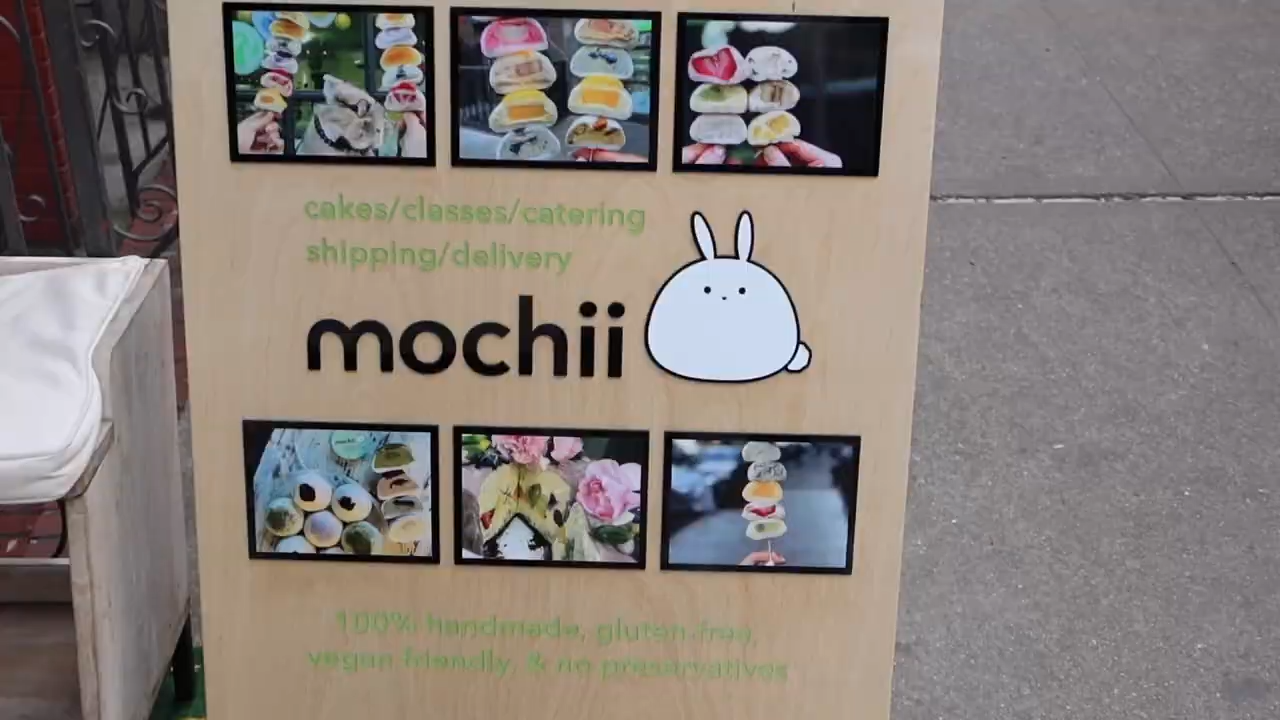 cakes/classes/catering
shipping/delivery
mochii
100% handmade, gluten-free,
vegan friendly, & no preservatives